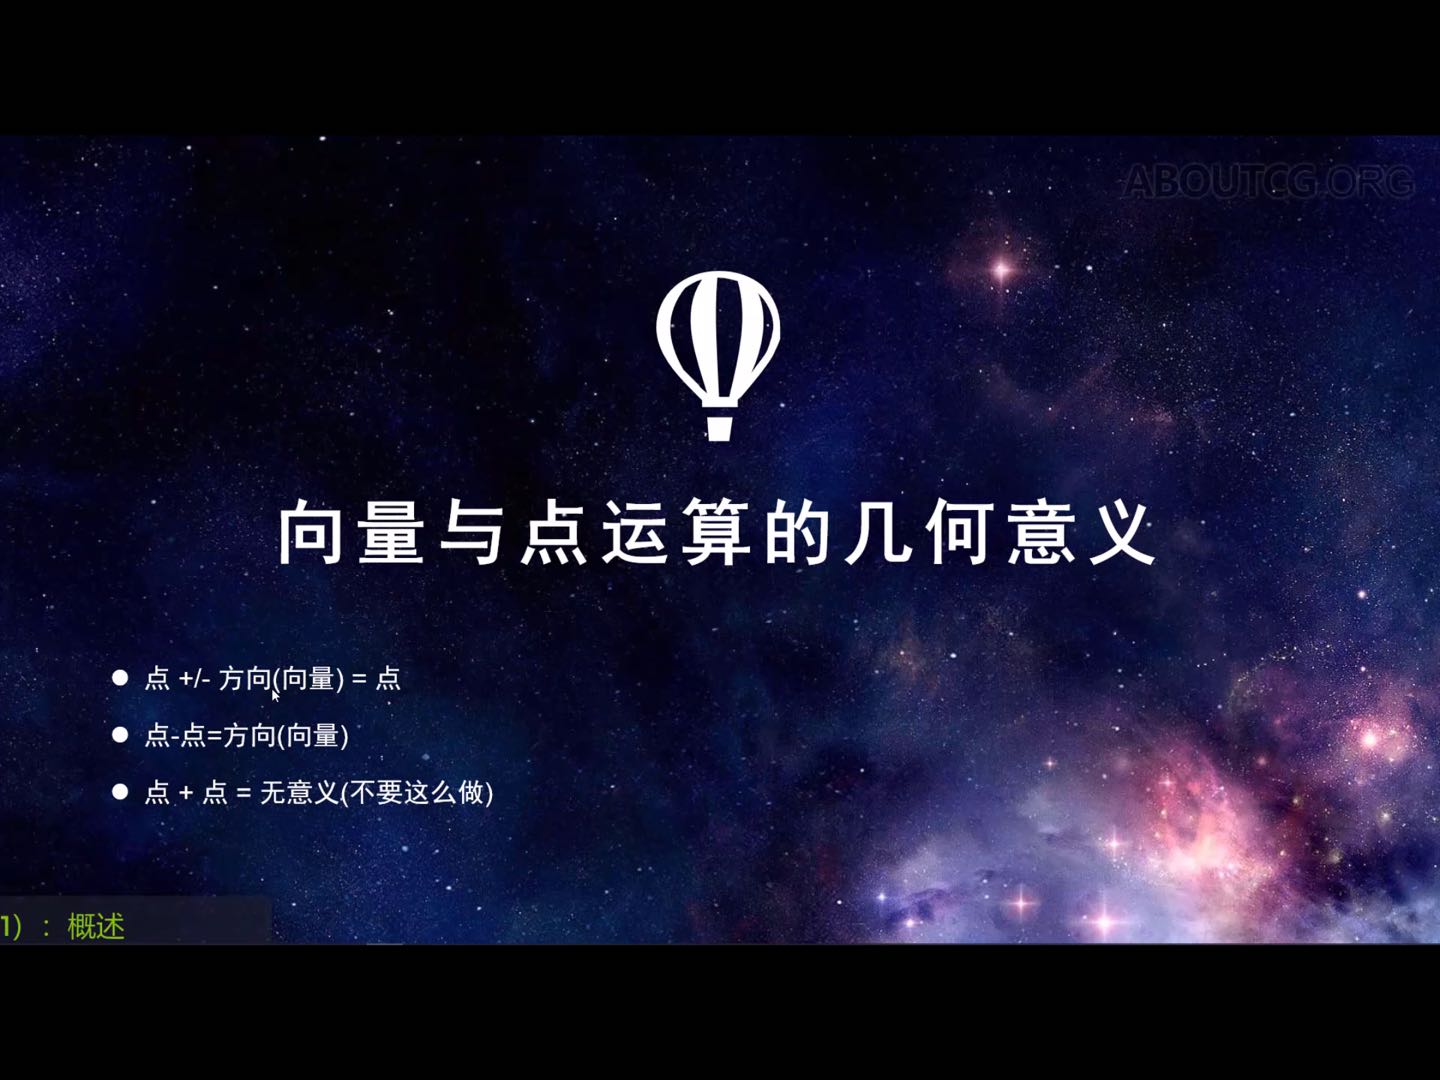 ABOUTCG.ORG
向量与点运算的几何意义
● 点 +/- 方向(向量) = 点
● 点-点=方向(向量)
● 点 + 点 = 无意义(不要这么做)
1）：概述